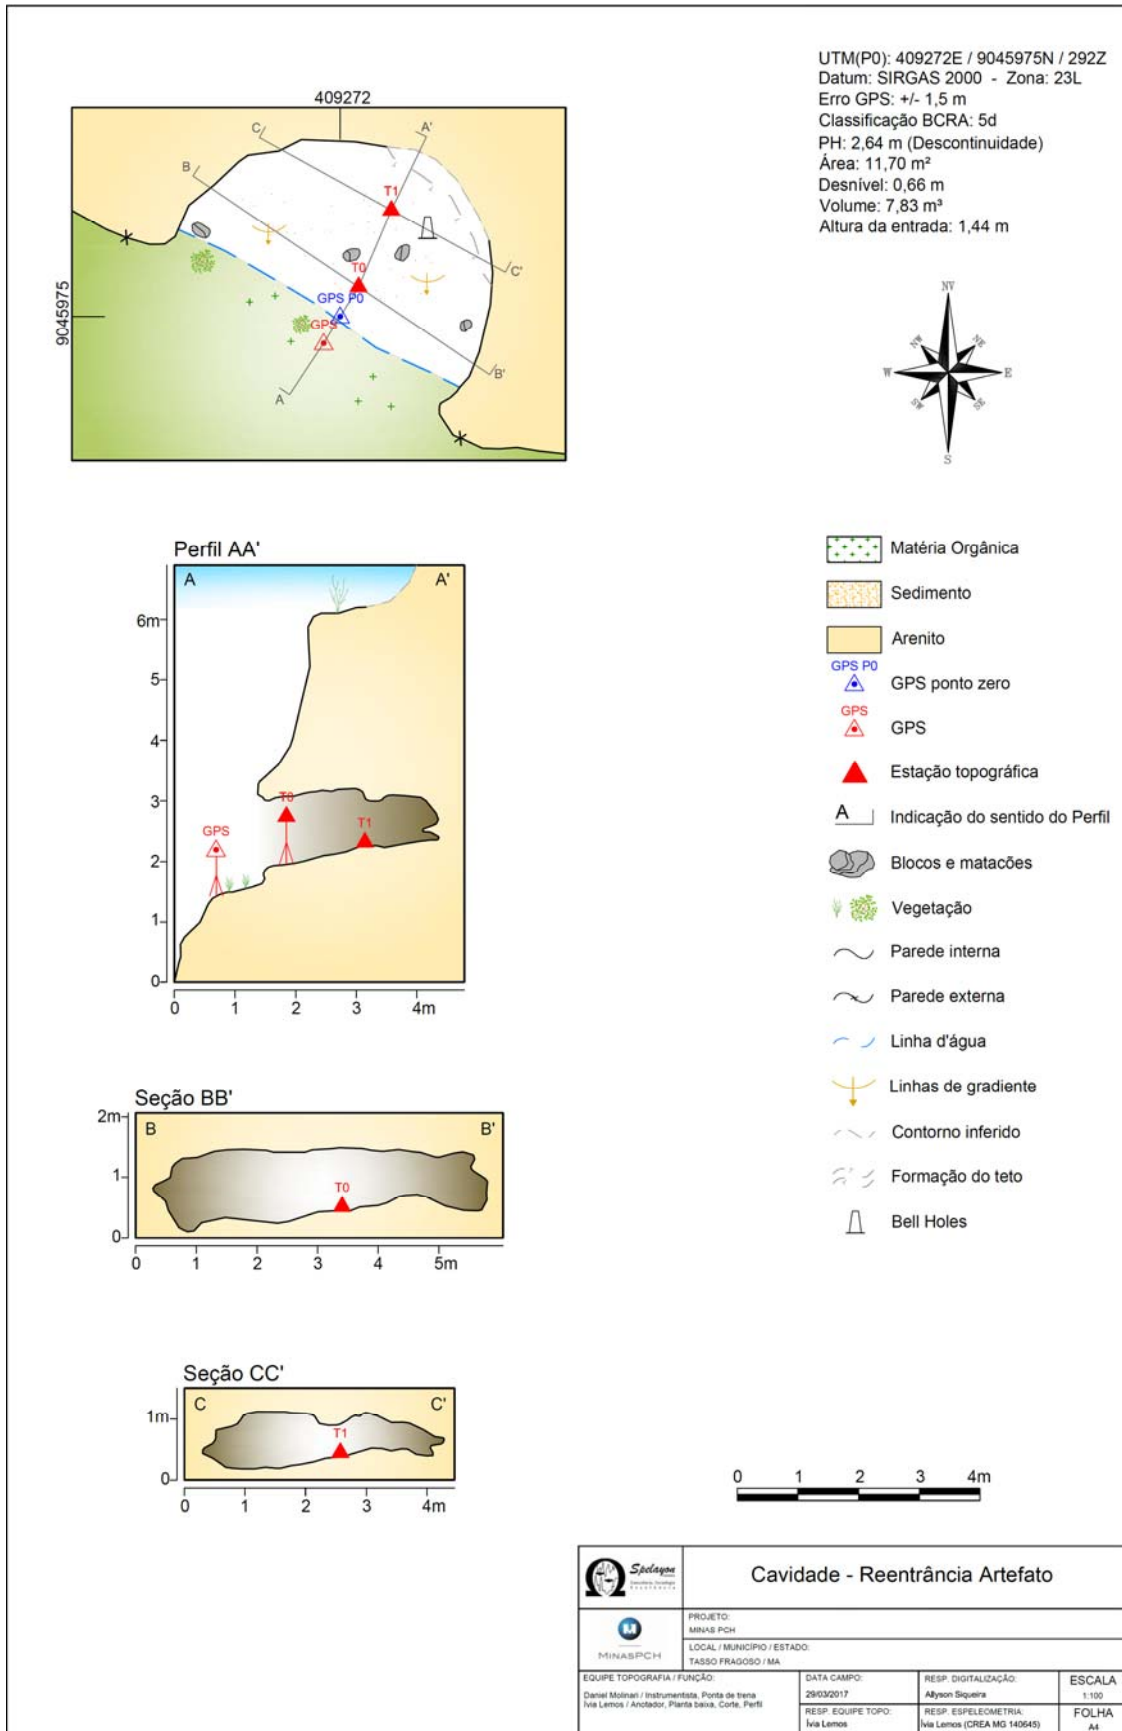 UTM(P0): 409272E / 9045975N / 292Z
Datum: SIRGAS 2000 - Zona: 23L
Erro GPS: +/- 1,5 m
Classificação BCRA: 5d
PH: 2,64 m (Descontinuidade)
Área: 11,70 m²
Desnível: 0,66 m
Volume: 7,83 m³
Altura da entrada: 1,44 m
409272
9045975
C
A'
B
T1
T0
C'
GPS P0
GPS
B'
A
NV
NW
NE
W
E
SW
SE
S
Perfil AA'
A
A'
6m
5
4
3
2
1
0
T0
T1
GPS
0 1 2 3 4m
Matéria Orgânica
Sedimento
Arenito
GPS P0
GPS ponto zero
GPS
GPS
Estação topográfica
A
Indicação do sentido do Perfil
Blocos e matacões
Vegetação
Parede interna
Parede externa
Linha d'água
Linhas de gradiente
Contorno inferido
Formação do teto
Bell Holes
Seção BB'
2m
1
0
B
B'
T0
0 1 2 3 4 5m
Seção CC'
1m
0
C
C'
T1
0 1 2 3 4m
0 1 2 3 4m
Spelayon
Cavidade - Reentrância Artefato
MINASPCH
PROJETO:
MINAS PCH
LOCAL / MUNICÍPIO / ESTADO:
TASSO FRAGOSO / MA
EQUIPE TOPOGRAFIA / FUNÇÃO:
Daniel Molinari / Instrumentista, Ponta de trena
Ívia Lemos / Anotador, Planta baixa, Corte, Perfil
DATA CAMPO:
29/03/2017
RESP. DIGITALIZAÇÃO:
Allyson Siqueira
ESCALA
1:100
RESP. EQUIPE TOPO:
Ívia Lemos
RESP. ESPELEOMETRIA:
Ívia Lemos (CREA MG 140645)
FOLHA
A4